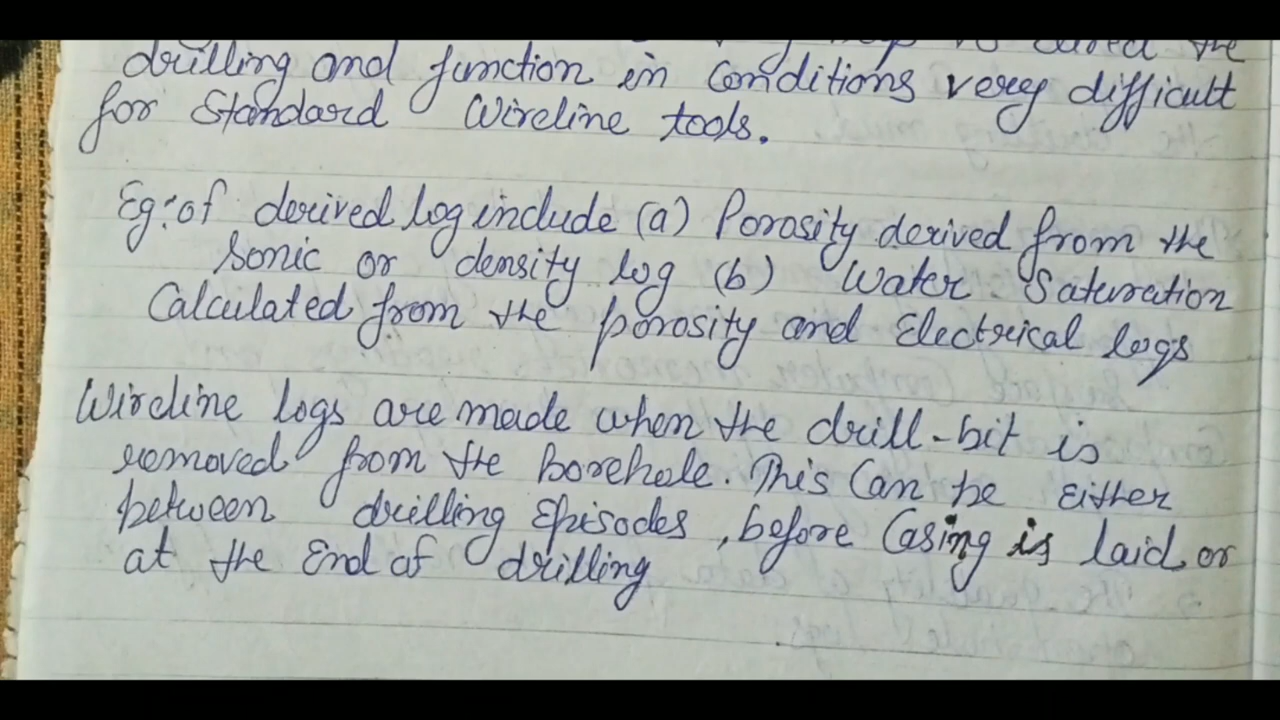 the
drilling and function in Conditions verey difficult
for Standard Wireline tools.
Eg:of derived log include (a) Porosity derived from the
Sonic or density log (b) Water Saturation
Calculated from the porosity and Electrical logs
Wireline logs are made when the drill-bit is
removed from the borehole. This Can be Either
between drilling Episodes, before Casing is laid or
at the End of drilling